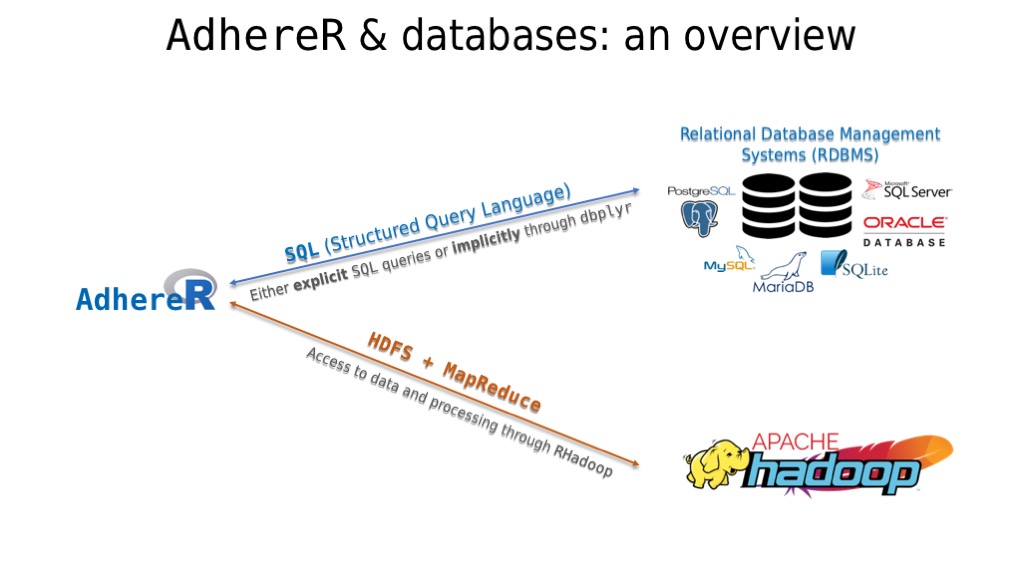 AdhereR & databases: an overview
Relational Database Management
Systems (RDBMS)
PostgreSQL
Microsoft
SQL Server
ORACLE
DATABASE
MySQL
MariaDB
SQLite
SQL (Structured Query Language)
Either explicit SQL queries or implicitly through dbplyr
AdhereR
HDFS + MapReduce
Access to data and processing through RHadoop
APACHE
hadoop